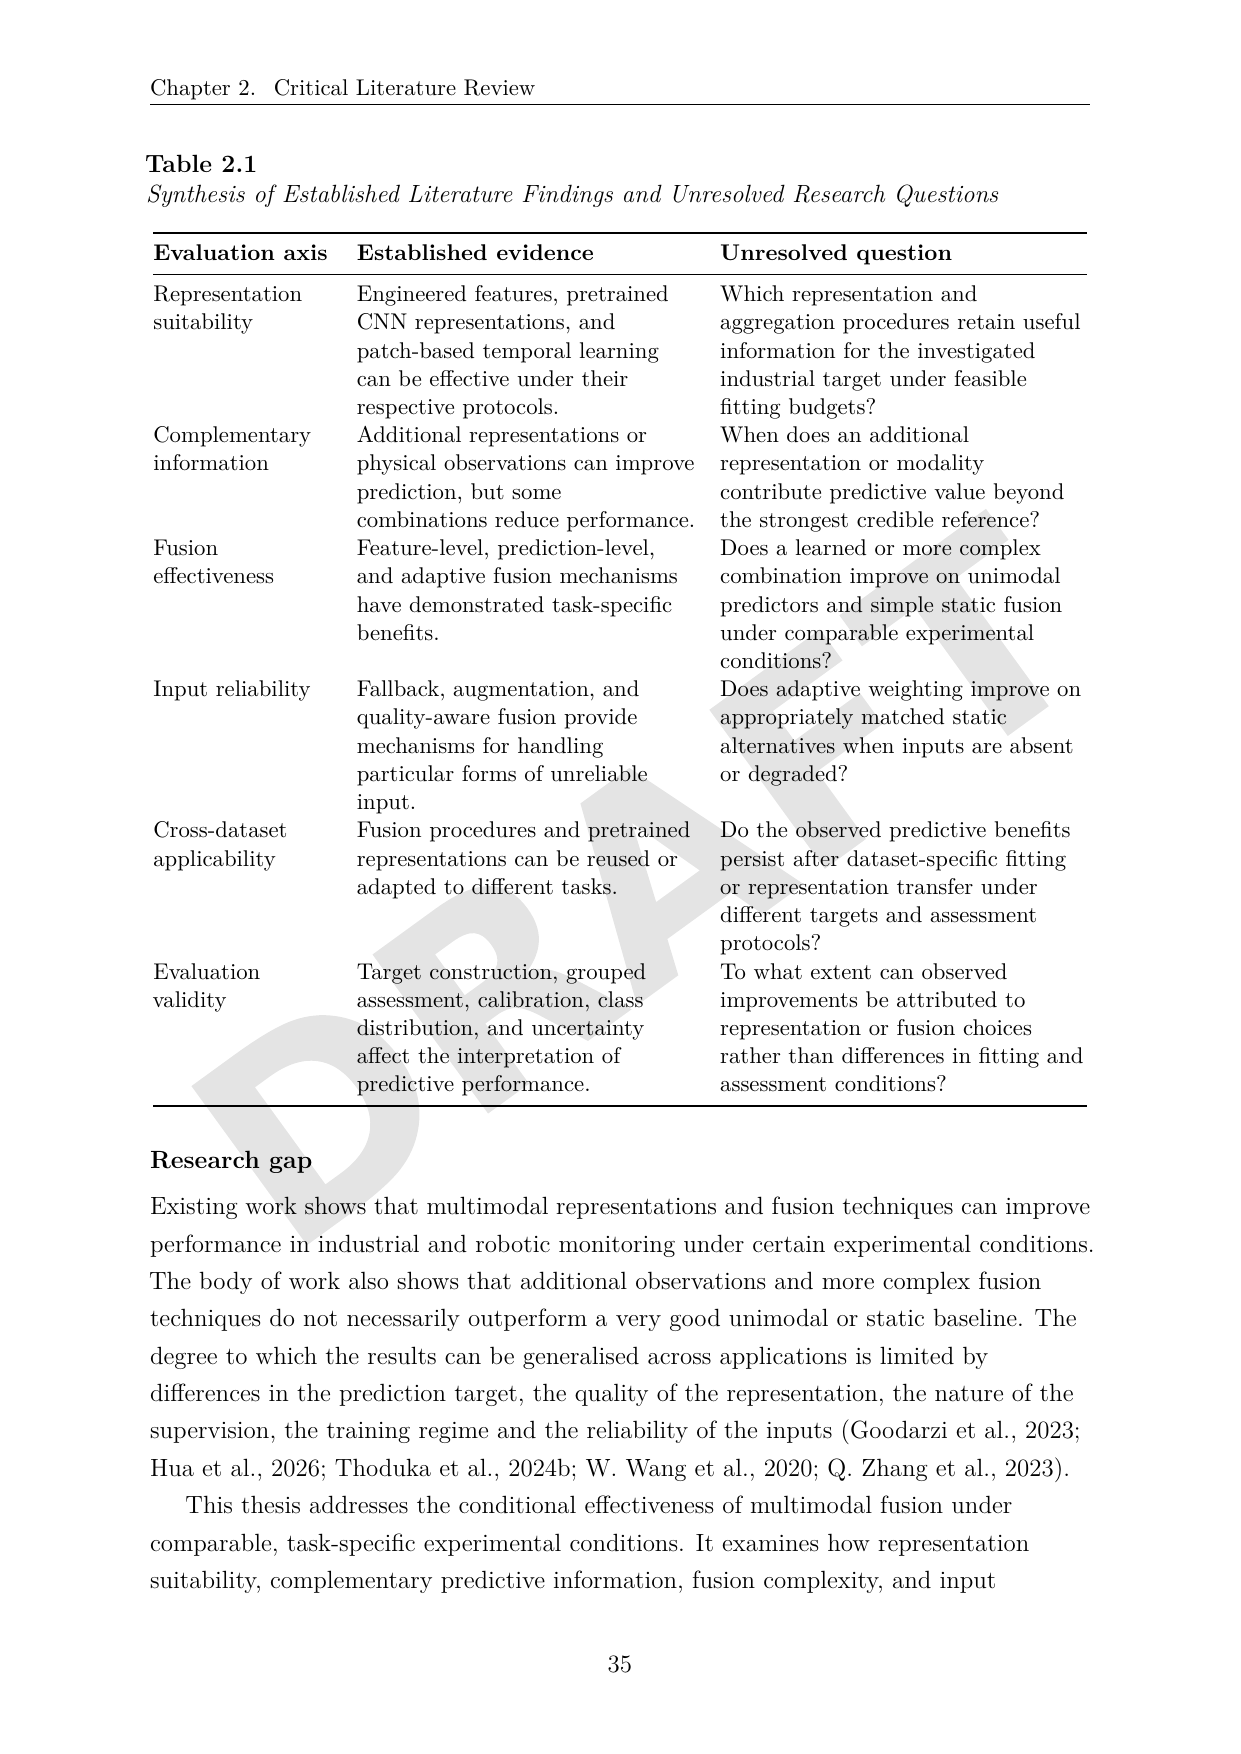 Chapter 2. Critical Literature Review
Table 2.1
Synthesis of Established Literature Findings and Unresolved Research Questions
Evaluation axis Established evidence Unresolved question
Representation Engineered features, pretrained Which representation and
suitability CNN representations, and aggregation procedures retain useful
patch-based temporal learning information for the investigated
can be effective under their industrial target under feasible
respective protocols. fitting budgets?
Complementary Additional representations or When does an additional
information physical observations can improve representation or modality
prediction, but some contribute predictive value beyond
combinations reduce performance. the strongest credible reference?
Fusion Feature-level, prediction-level, Does a learned or more complex
effectiveness and adaptive fusion mechanisms combination improve on unimodal
have demonstrated task-specific predictors and simple static fusion
benefits. under comparable experimental
conditions?
Input reliability Fallback, augmentation, and Does adaptive weighting improve on
quality-aware fusion provide appropriately matched static
mechanisms for handling alternatives when inputs are absent
particular forms of unreliable or degraded?
input.
Cross-dataset Fusion procedures and pretrained Do the observed predictive benefits
applicability representations can be reused or persist after dataset-specific fitting
adapted to different tasks. or representation transfer under
different targets and assessment
protocols?
Evaluation Target construction, grouped To what extent can observed
validity assessment, calibration, class improvements be attributed to
distribution, and uncertainty representation or fusion choices
affect the interpretation of rather than differences in fitting and
predictive performance. assessment conditions?
DRAFT
Research gap
Existing work shows that multimodal representations and fusion techniques can improve
performance in industrial and robotic monitoring under certain experimental conditions.
The body of work also shows that additional observations and more complex fusion
techniques do not necessarily outperform a very good unimodal or static baseline. The
degree to which the results can be generalised across applications is limited by
differences in the prediction target, the quality of the representation, the nature of the
supervision, the training regime and the reliability of the inputs (Goodarzi et al., 2023;
Hua et al., 2026; Thoduka et al., 2024b; W. Wang et al., 2020; Q. Zhang et al., 2023).
This thesis addresses the conditional effectiveness of multimodal fusion under
comparable, task-specific experimental conditions. It examines how representation
suitability, complementary predictive information, fusion complexity, and input
35